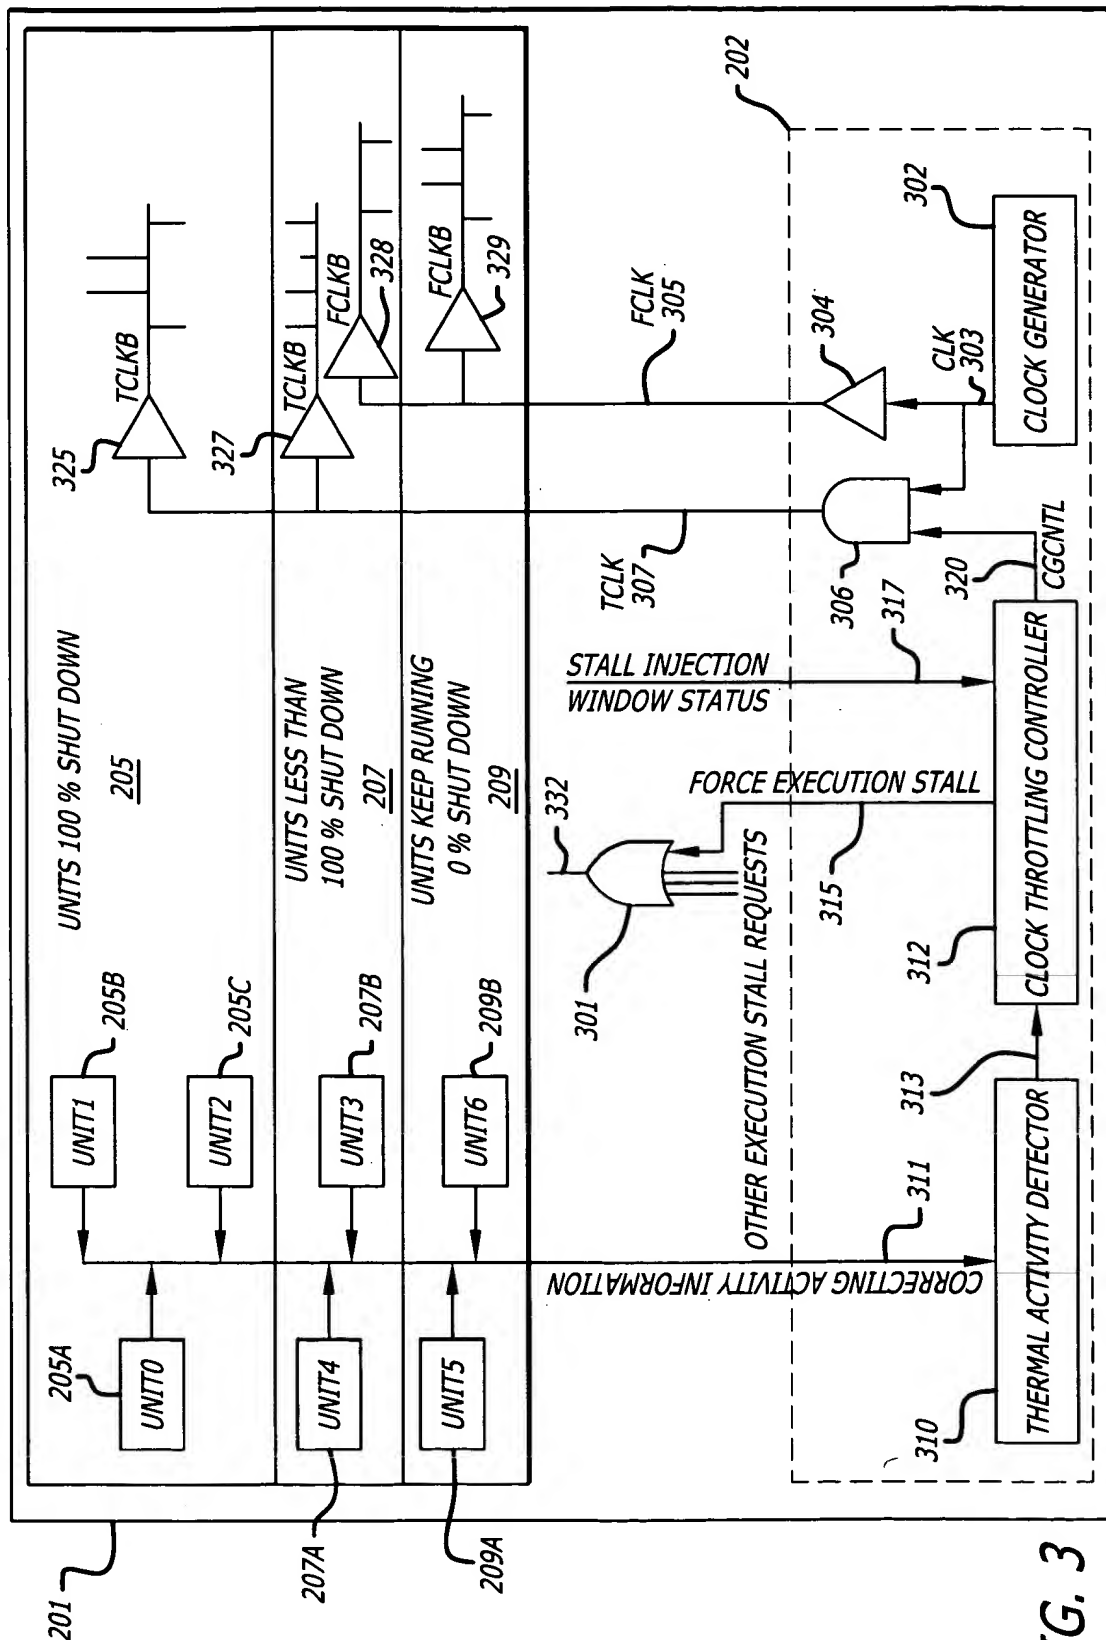 201
205A
UNIT0
UNIT1
205B
UNIT2
205C
UNITS 100 % SHUT DOWN
205
325
TCLKB
207A
UNIT4
UNIT3
207B
UNITS LESS THAN
100 % SHUT DOWN
207
327
TCLKB
FCLKB
328
209A
UNIT5
UNIT6
209B
UNITS KEEP RUNNING
0 % SHUT DOWN
209
FCLKB
329
CORRECTING ACTIVITY INFORMATION
311
OTHER EXECUTION STALL REQUESTS
301
332
FORCE EXECUTION STALL
315
STALL INJECTION
WINDOW STATUS
317
TCLK
307
FCLK
305
202
306
304
310
THERMAL ACTIVITY DETECTOR
313
312
CLOCK THROTTLING CONTROLLER
320
CGCNTL
CLK
303
302
CLOCK GENERATOR
G. 3